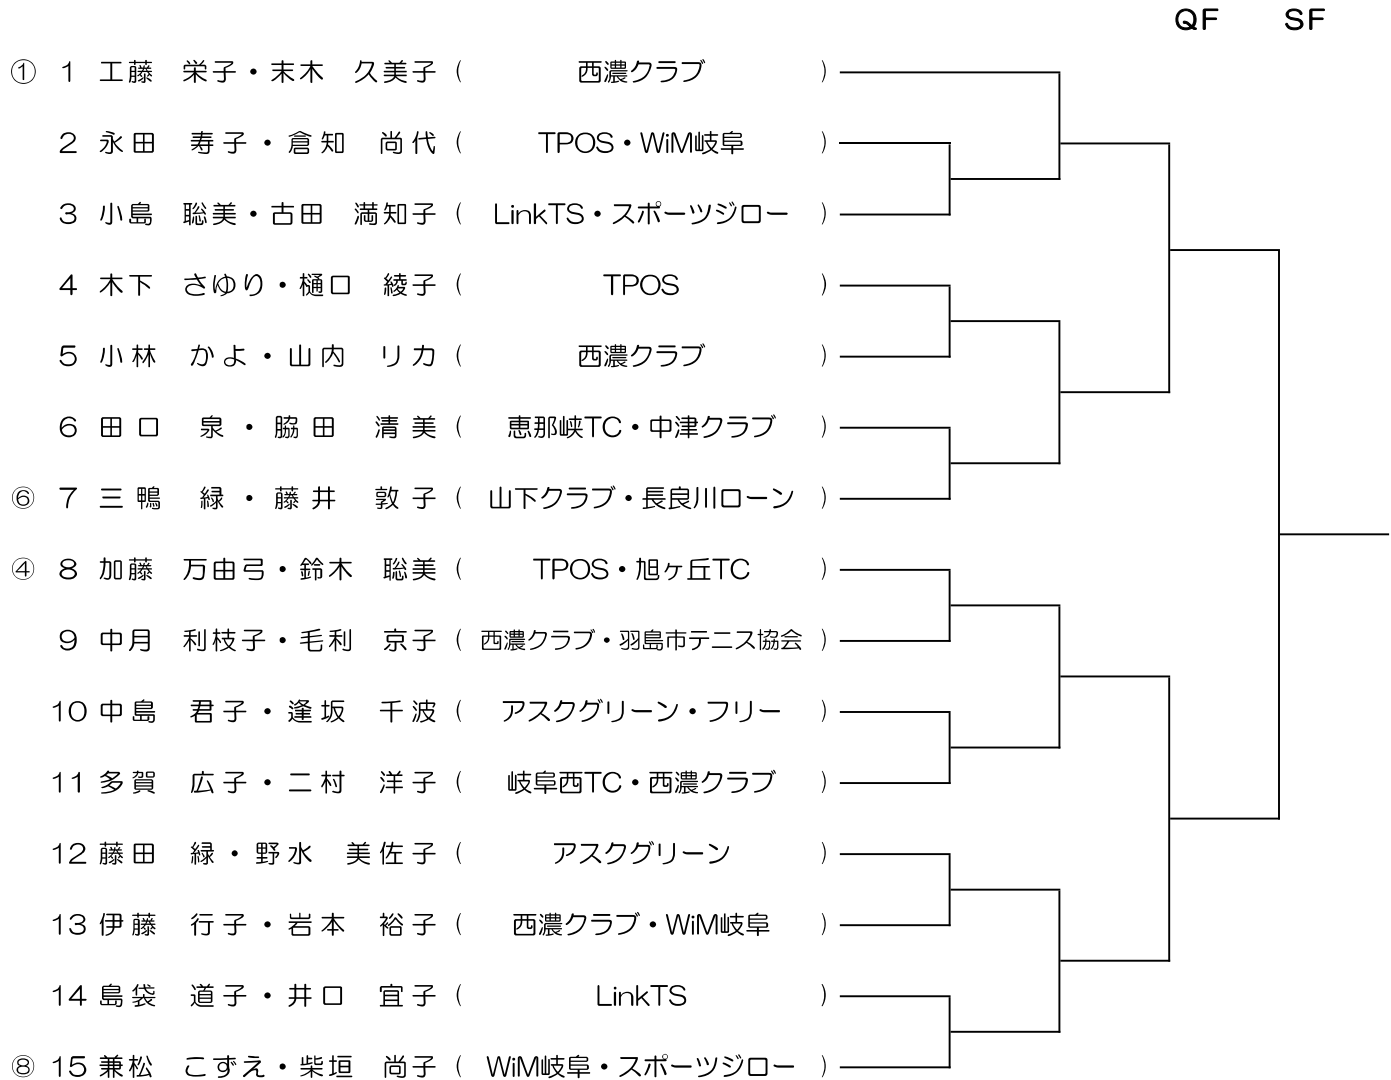 QF SF
① 1 工藤 栄子・末木 久美子 ( 西濃クラブ )
2 永田 寿子・倉知 尚代 ( TPOS・WiM岐阜 )
3 小島 聡美・古田 満知子 ( LinkTS・スポーツジロー )
4 木下 さゆり・樋口 綾子 ( TPOS )
5 小林 かよ・山内 リカ ( 西濃クラブ )
6 田口 泉・脇田 清美 ( 恵那峡TC・中津クラブ )
⑥ 7 三鴨 緑・藤井 敦子 ( 山下クラブ・長良川ローン )
④ 8 加藤 万由弓・鈴木 聡美 ( TPOS・旭ヶ丘TC )
9 中月 利枝子・毛利 京子 ( 西濃クラブ・羽島市テニス協会 )
10 中島 君子・逢坂 千波 ( アスクグリーン・フリー )
11 多賀 広子・二村 洋子 ( 岐阜西TC・西濃クラブ )
12 藤田 緑・野水 美佐子 ( アスクグリーン )
13 伊藤 行子・岩本 裕子 ( 西濃クラブ・WiM岐阜 )
14 島袋 道子・井口 宜子 ( LinkTS )
⑧ 15 兼松 こずえ・柴垣 尚子 ( WiM岐阜・スポーツジロー )